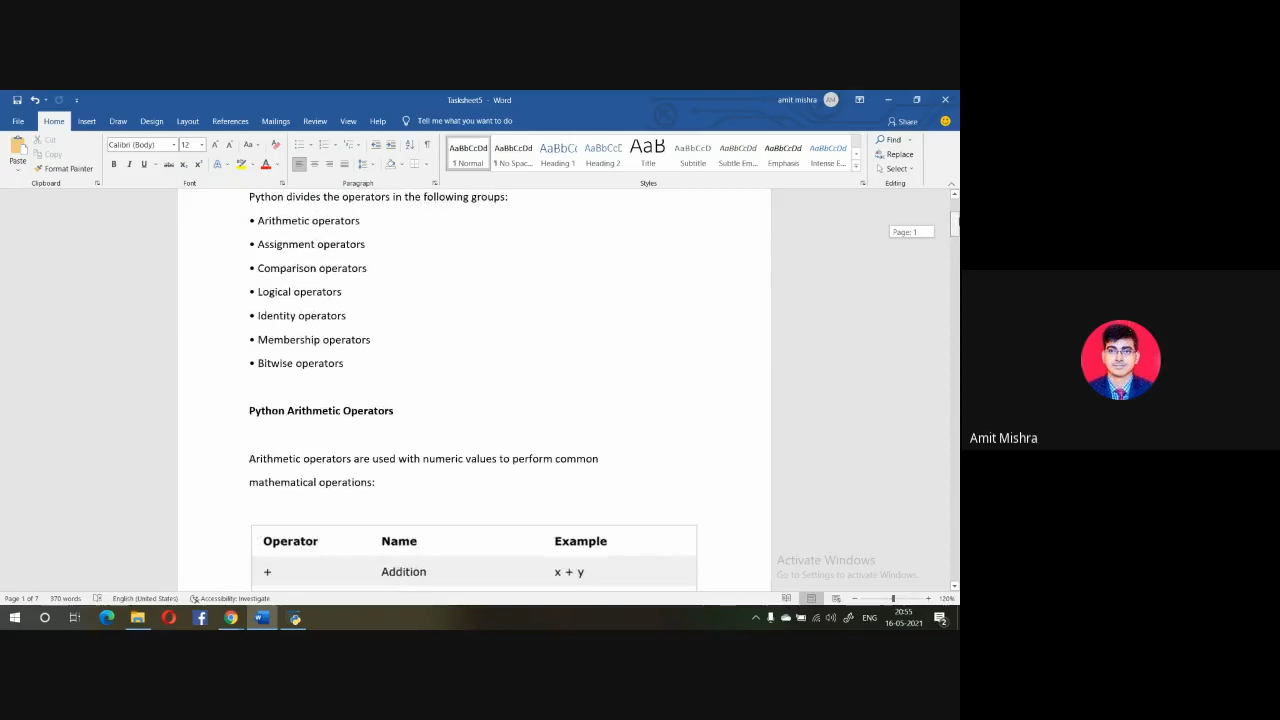 Tasksheet5 - Word
amit mishra
AM
File Home Insert Draw Design Layout References Mailings Review View Help Tell me what you want to do
Share
Paste
Cut
Copy
Format Painter
Clipboard
Calibri (Body) 12
Font
Paragraph
AaBbCcDd AaBbCcDd AaBbCc AaBbCcC AaB AaBbCcD AaBbCcDd AaBbCcDd AaBbCcDd
¶ Normal ¶ No Spac... Heading 1 Heading 2 Title Subtitle Subtle Em... Emphasis Intense E...
Styles
Find
Replace
Select
Editing
Python divides the operators in the following groups:
• Arithmetic operators
• Assignment operators
• Comparison operators
• Logical operators
• Identity operators
• Membership operators
• Bitwise operators
Page: 1
Python Arithmetic Operators
Arithmetic operators are used with numeric values to perform common
mathematical operations:
Operator Name Example
+ Addition x + y
Activate Windows
Go to Settings to activate Windows.
Page 1 of 7 370 words English (United States) Accessibility: Investigate 120%
ENG
20:55
16-05-2021
2
Amit Mishra